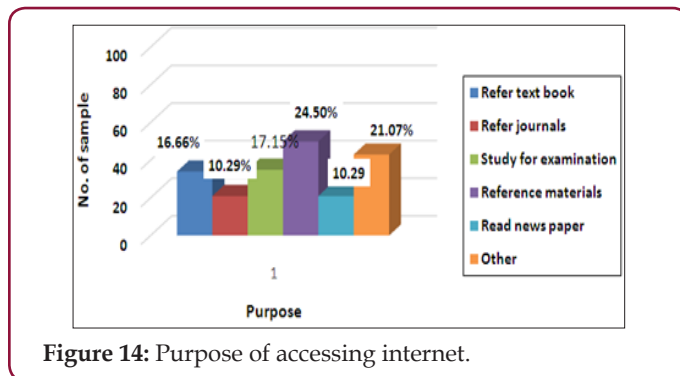 100
80
60
40
20
0
No. of sample
16.66%
10.29%
17.15%
24.50%
10.29
21.07%
1
Purpose
Refer text book
Refer journals
Study for examination
Reference materials
Read news paper
Other
Figure 14: Purpose of accessing internet.